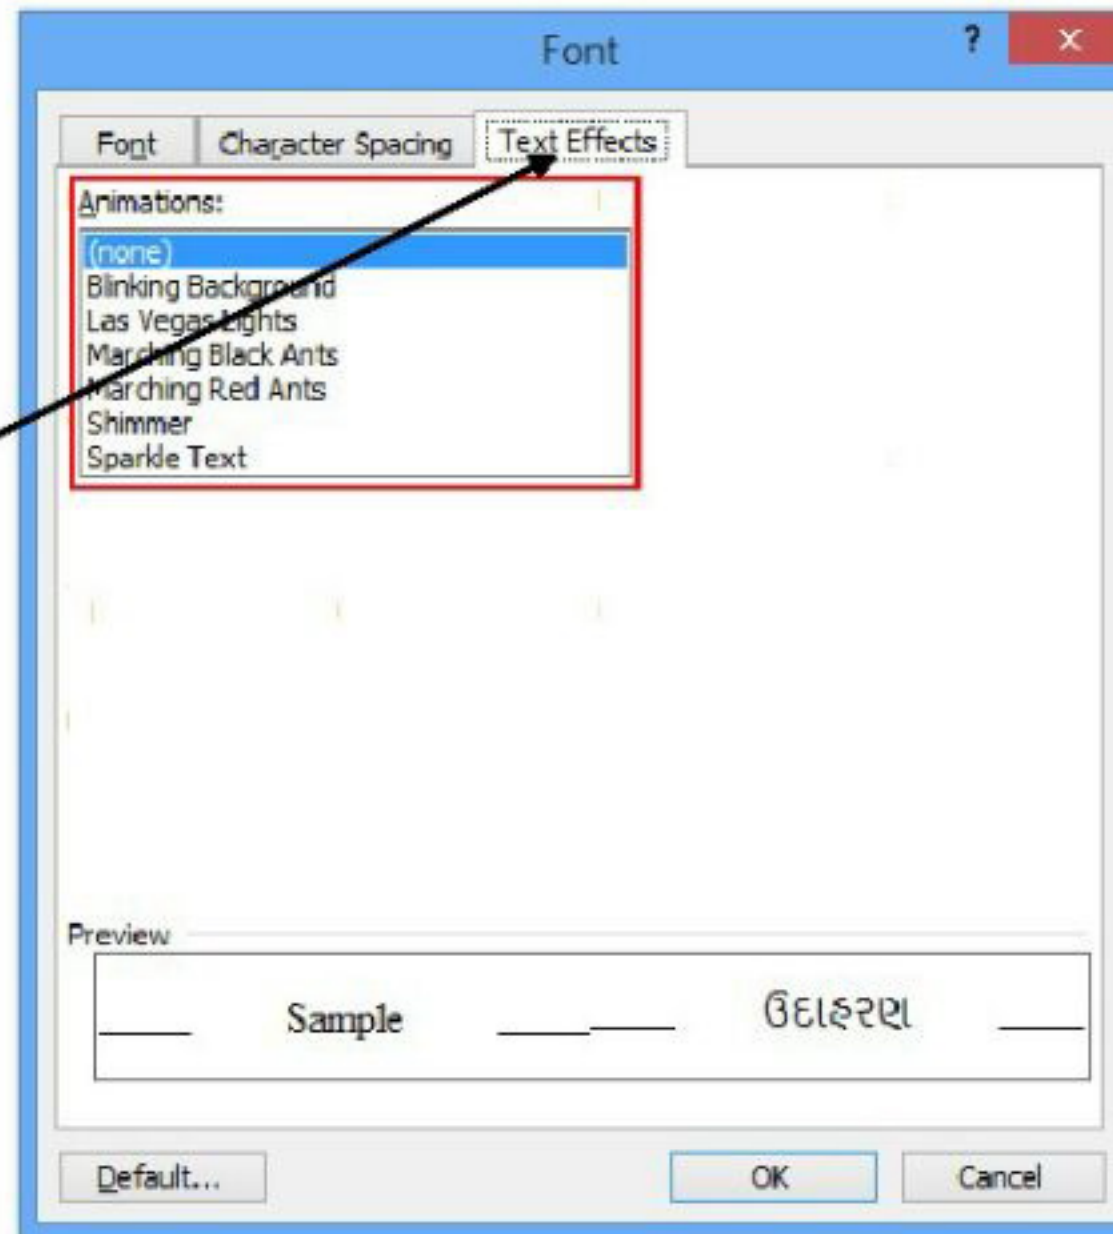 Font ?
Font Character Spacing Text Effects
Animations:
(none)
Blinking Background
Las Vegas Lights
Marching Black Ants
Marching Red Ants
Shimmer
Sparkle Text
Preview
Sample ઉદાહરણ
Default... OK Cancel